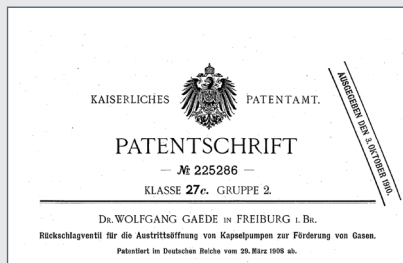 KAISERLICHES PATENTAMT.
PATENTSCHRIFT
— № 225286 —
KLASSE 27c. GRUPPE 2.
AUSGEGEBEN DEN 3. OKTOBER 1910.
DR. WOLFGANG GAEDE IN FREIBURG I. BR.
Rückschlagventil für die Austrittsöffnung von Kapselpumpen zur Förderung von Gasen.
Patentiert im Deutschen Reiche vom 29. März 1908 ab.